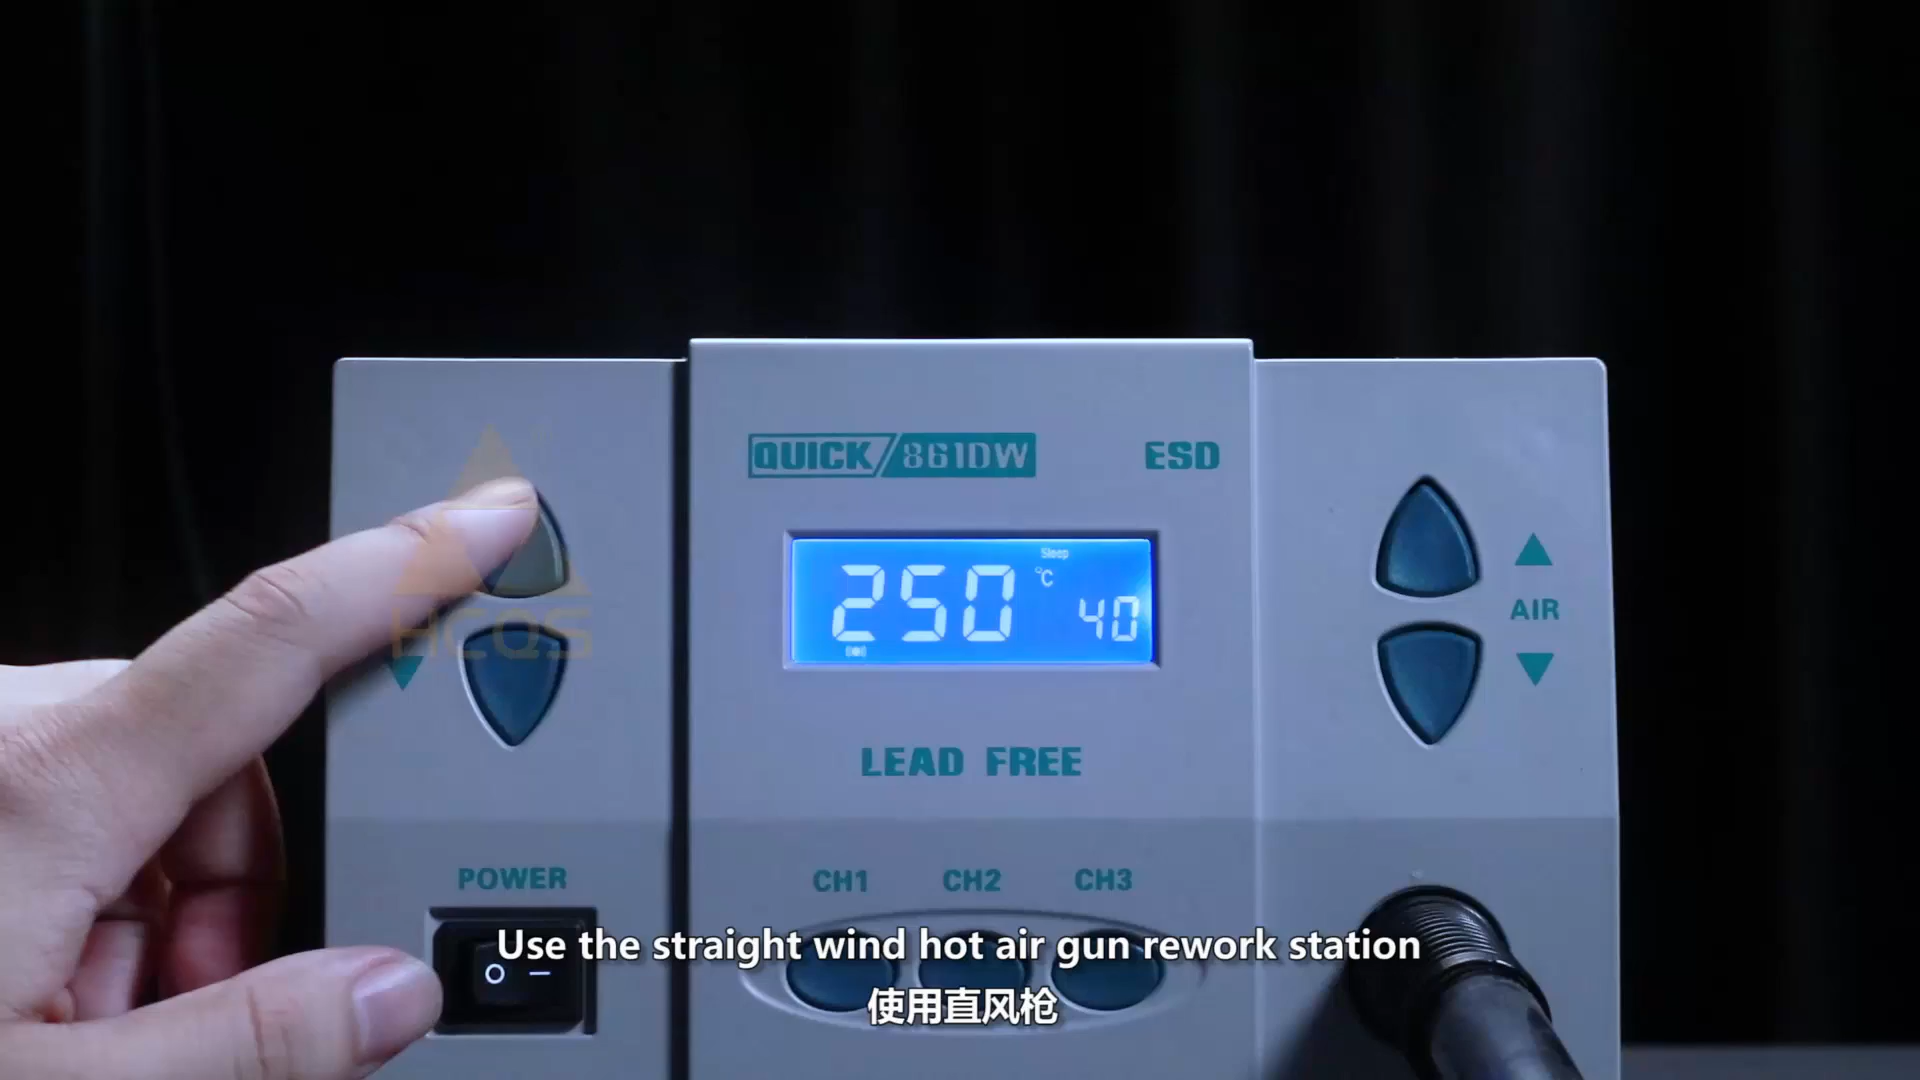 QUICK/861DW
ESD
Sleep
250 °C 40
HCQS
AIR
LEAD FREE
POWER
CH1 CH2 CH3
Use the straight wind hot air gun rework station
使用直风枪